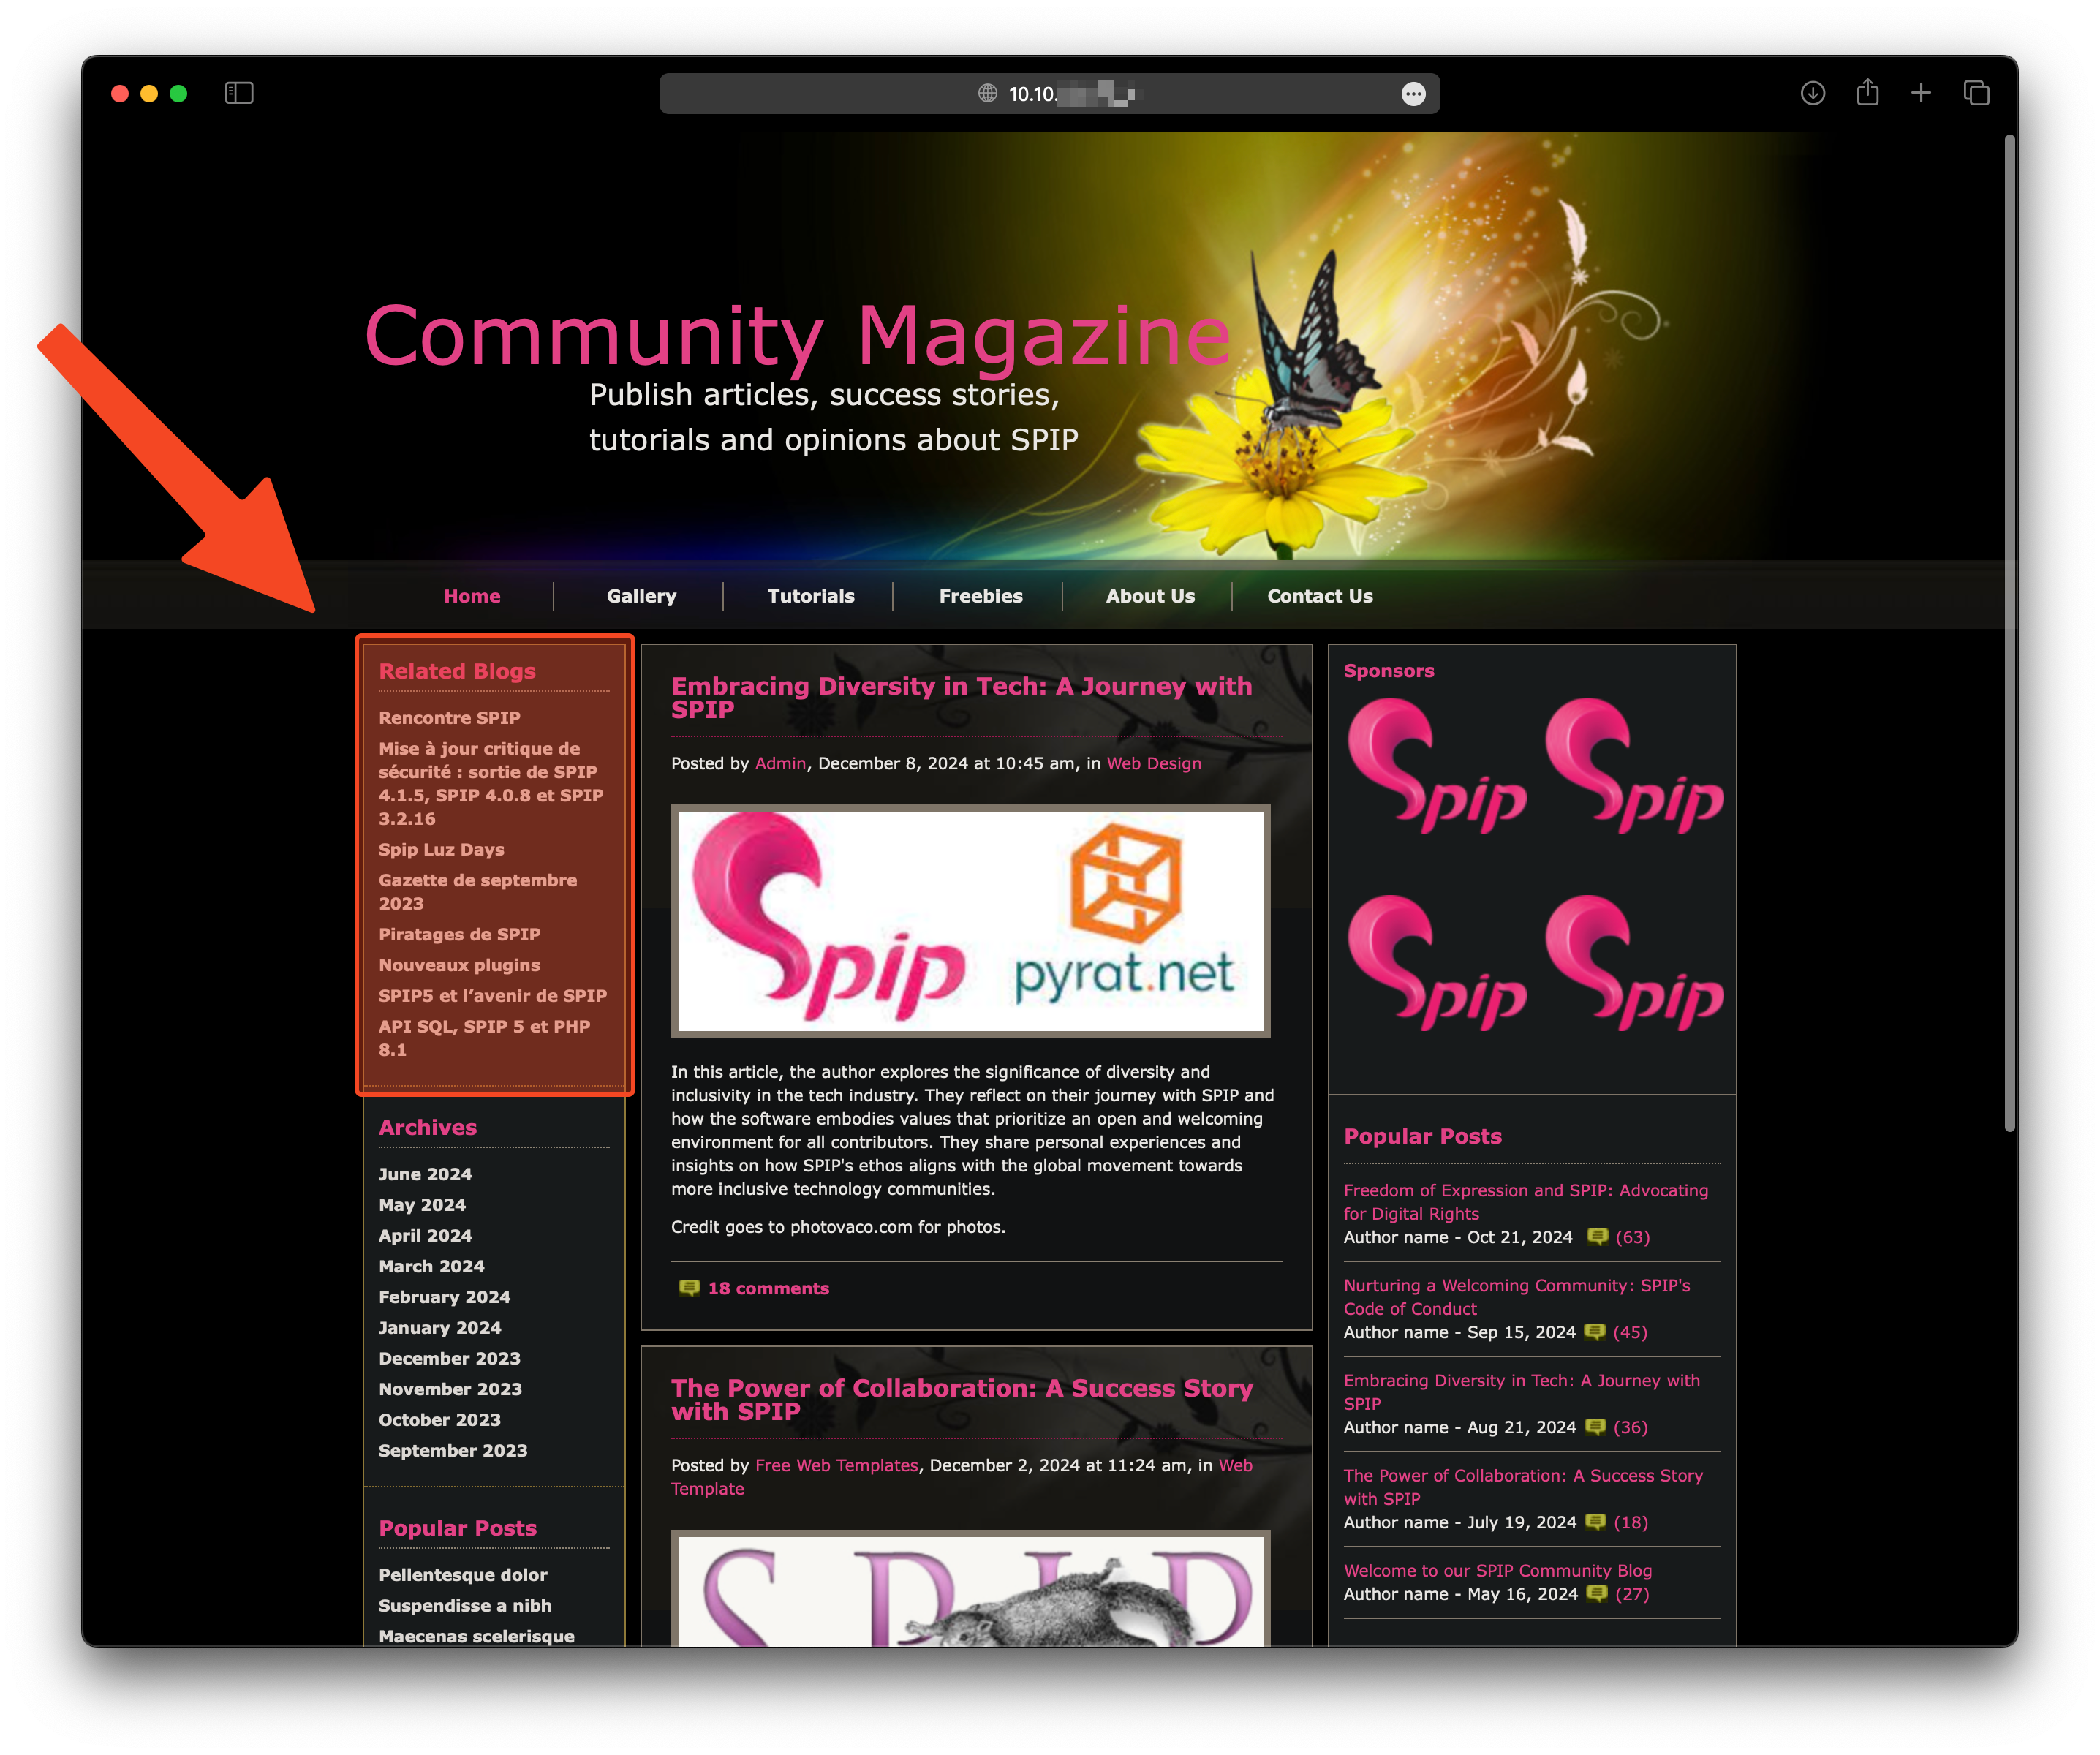 10.10.
Community Magazine
Publish articles, success stories,
tutorials and opinions about SPIP
Home
Gallery
Tutorials
Freebies
About Us
Contact Us
Related Blogs
Rencontre SPIP
Mise à jour critique de
sécurité : sortie de SPIP
4.1.5, SPIP 4.0.8 et SPIP
3.2.16
Spip Luz Days
Gazette de septembre
2023
Piratages de SPIP
Nouveaux plugins
SPIP5 et l’avenir de SPIP
API SQL, SPIP 5 et PHP
8.1
Archives
June 2024
May 2024
April 2024
March 2024
February 2024
January 2024
December 2023
November 2023
October 2023
September 2023
Popular Posts
Pellentesque dolor
Suspendisse a nibh
Maecenas scelerisque
Embracing Diversity in Tech: A Journey with
SPIP
Posted by Admin, December 8, 2024 at 10:45 am, in Web Design
Spip
pyrat.net
In this article, the author explores the significance of diversity and
inclusivity in the tech industry. They reflect on their journey with SPIP and
how the software embodies values that prioritize an open and welcoming
environment for all contributors. They share personal experiences and
insights on how SPIP's ethos aligns with the global movement towards
more inclusive technology communities.
Credit goes to photovaco.com for photos.
18 comments
The Power of Collaboration: A Success Story
with SPIP
Posted by Free Web Templates, December 2, 2024 at 11:24 am, in Web
Template
SPIP
Sponsors
Spip
Spip
Spip
Spip
Popular Posts
Freedom of Expression and SPIP: Advocating
for Digital Rights
Author name - Oct 21, 2024 (63)
Nurturing a Welcoming Community: SPIP's
Code of Conduct
Author name - Sep 15, 2024 (45)
Embracing Diversity in Tech: A Journey with
SPIP
Author name - Aug 21, 2024 (36)
The Power of Collaboration: A Success Story
with SPIP
Author name - July 19, 2024 (18)
Welcome to our SPIP Community Blog
Author name - May 16, 2024 (27)